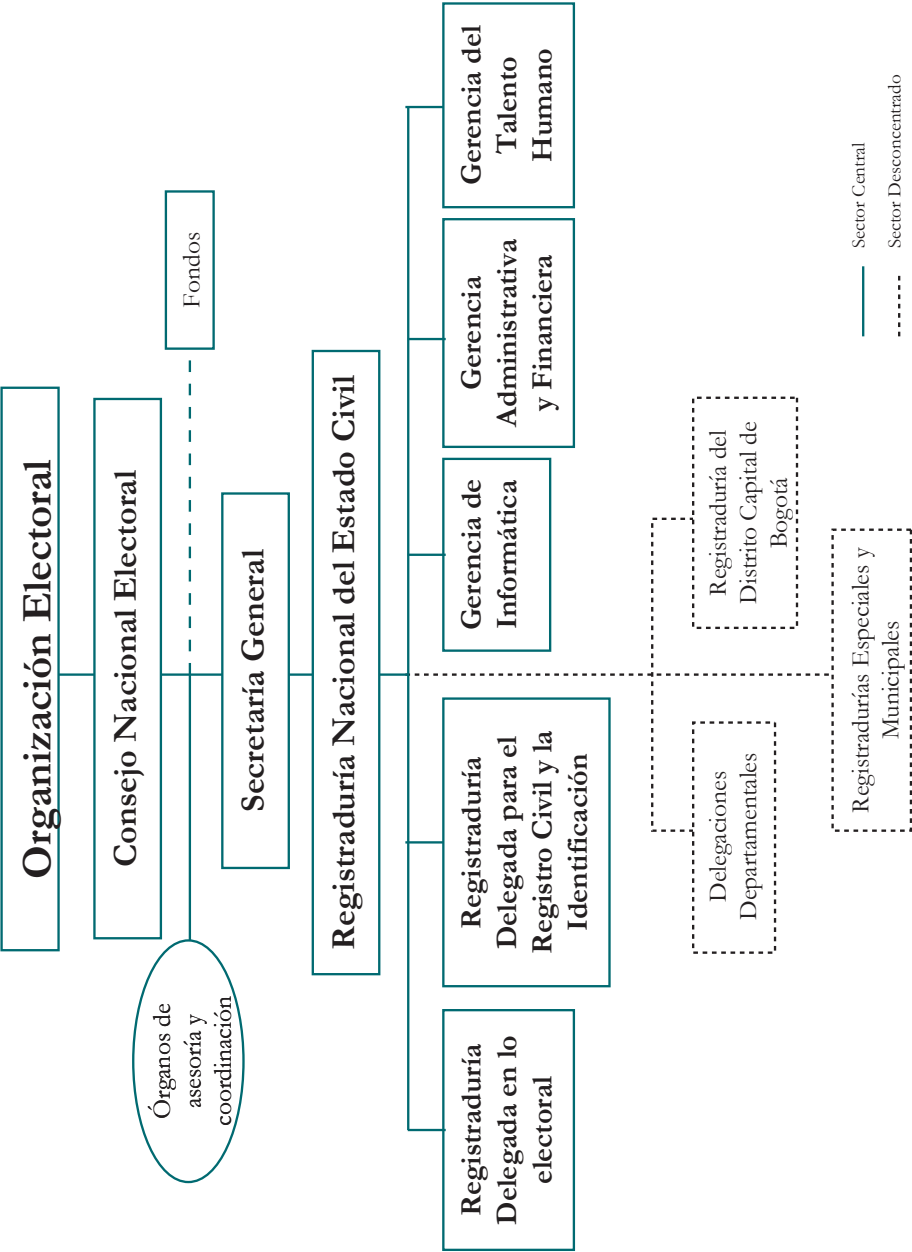 Organización Electoral
Consejo Nacional Electoral
Órganos de
asesoría y
coordinación
Fondos
Secretaría General
Registraduría Nacional del Estado Civil
Registraduría
Delegada en lo
electoral
Registraduría
Delegada para el
Registro Civil y la
Identificación
Gerencia de
Informática
Gerencia
Administrativa
y Financiera
Gerencia del
Talento
Humano
Delegaciones
Departamentales
Registraduría del
Distrito Capital de
Bogotá
Registradurías Especiales y
Municipales
Sector Central
Sector Desconcentrado